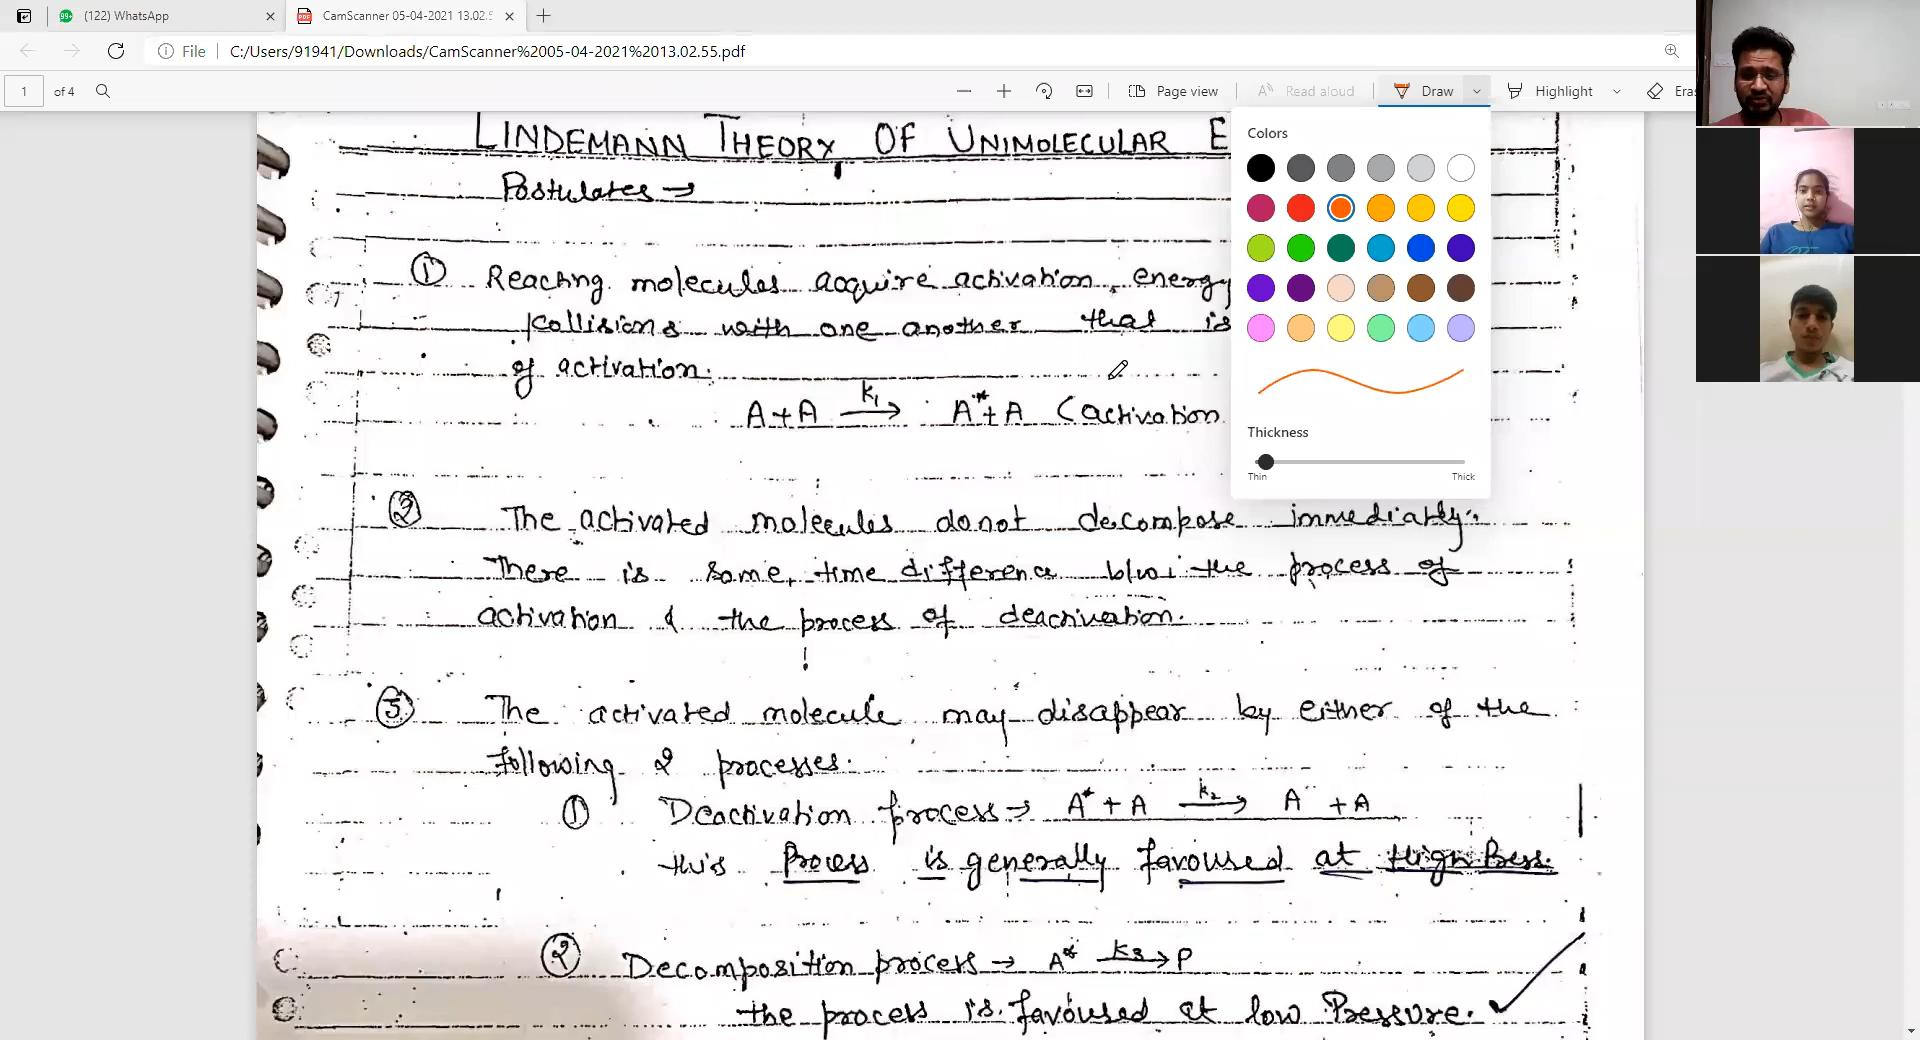 (122) WhatsApp
CamScanner 05-04-2021 13.02.5
File
C:/Users/91941/Downloads/CamScanner%2005-04-2021%2013.02.55.pdf
1 of 4
Page view
Read aloud
Draw
Highlight
Eras
LINDEMANN THEORY OF UNIMOLECULAR
Postulates →
Colors
① Reacting molecules acquire activation energy
collisions with one another that is
of activation.
A+A k1→ A*+A (activation
Thickness
Thin Thick
② The activated molecules donot decompose immediatly.
There is some time difference b/w the process of
activation & the process of deactivation.
③ The activated molecule may disappear by either of the
following 2 processes.
① Deactivation process → A* + A k2→ A + A
this Process is generally favoured at High Press.
② Decomposition process → A* k3→ P
the process is favoused at low Pressure.